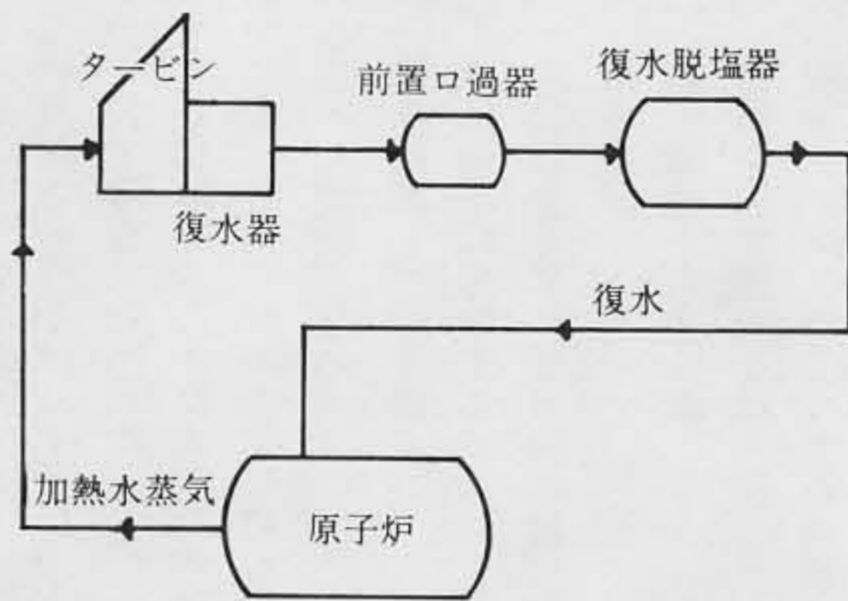 タービン
前置ロ過器
復水脱塩器
復水器
復水
加熱水蒸気
原子炉